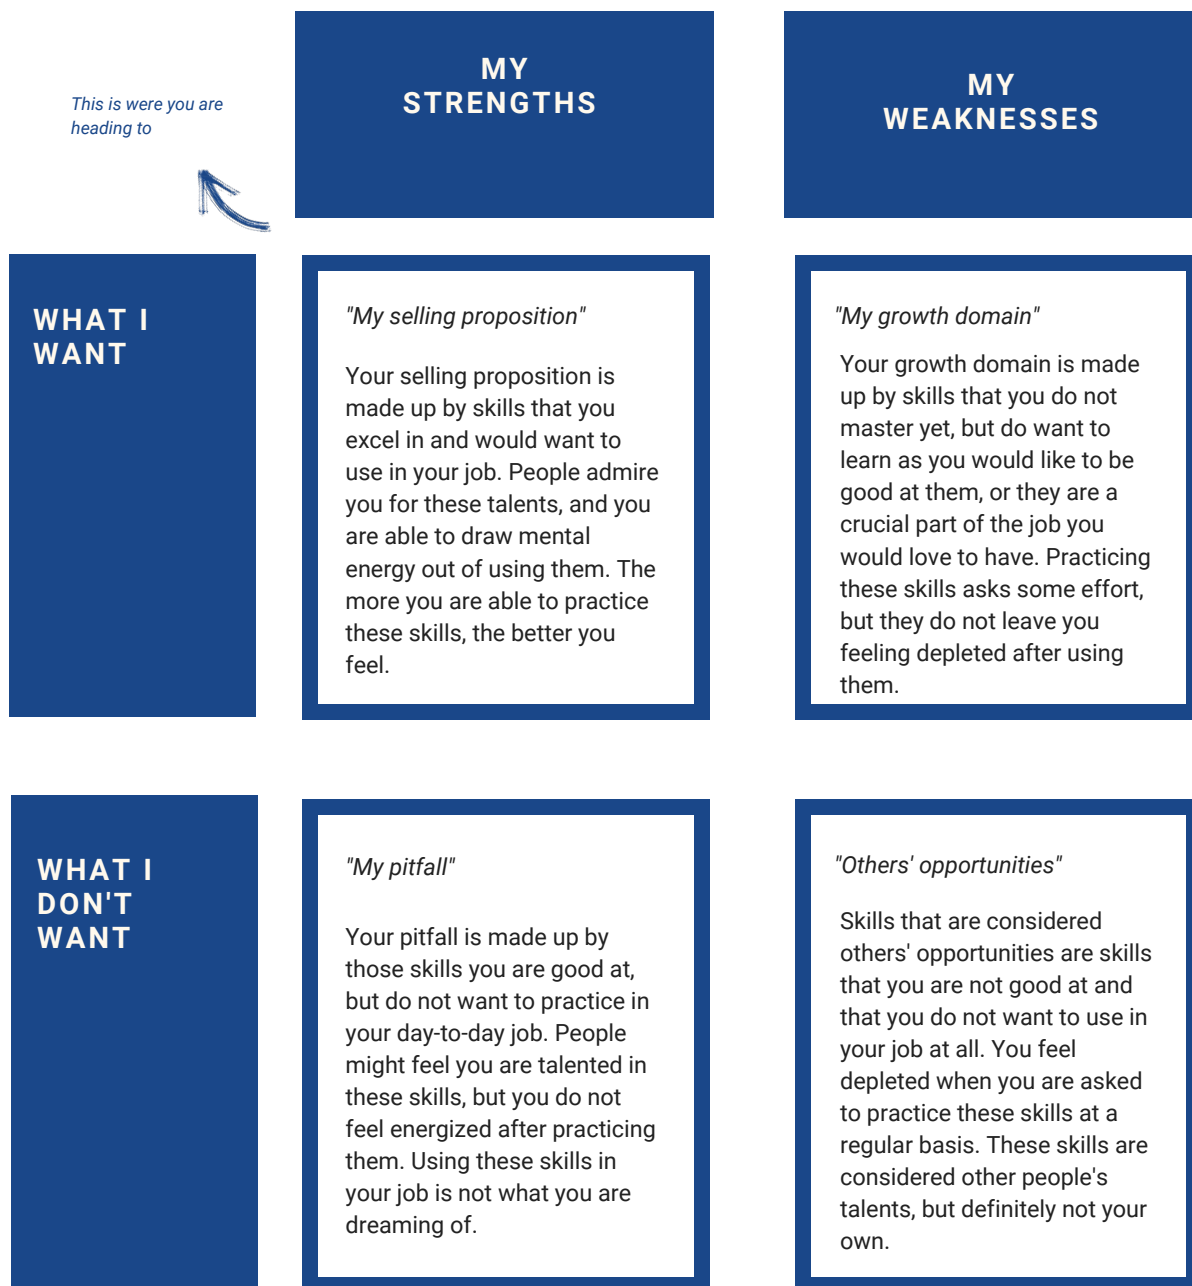 This is were you are
heading to
MY
STRENGTHS
MY
WEAKNESSES
WHAT I
WANT
"My selling proposition"
Your selling proposition is
made up by skills that you
excel in and would want to
use in your job. People admire
you for these talents, and you
are able to draw mental
energy out of using them. The
more you are able to practice
these skills, the better you
feel.
"My growth domain"
Your growth domain is made
up by skills that you do not
master yet, but do want to
learn as you would like to be
good at them, or they are a
crucial part of the job you
would love to have. Practicing
these skills asks some effort,
but they do not leave you
feeling depleted after using
them.
WHAT I
DON'T
WANT
"My pitfall"
Your pitfall is made up by
those skills you are good at,
but do not want to practice in
your day-to-day job. People
might feel you are talented in
these skills, but you do not
feel energized after practicing
them. Using these skills in
your job is not what you are
dreaming of.
"Others' opportunities"
Skills that are considered
others' opportunities are skills
that you are not good at and
that you do not want to use in
your job at all. You feel
depleted when you are asked
to practice these skills at a
regular basis. These skills are
considered other people's
talents, but definitely not your
own.